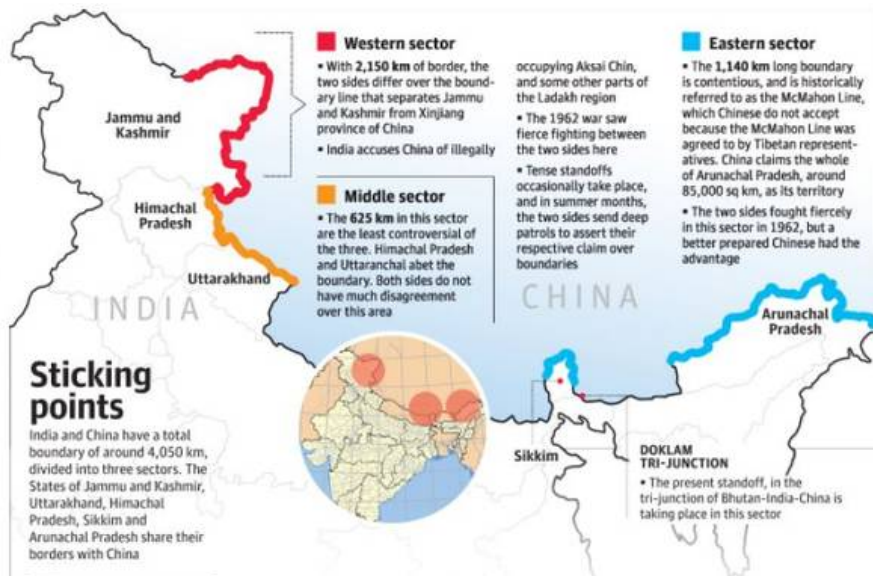 Western sector
• With 2,150 km of border, the
two sides differ over the bound-
ary line that separates Jammu
and Kashmir from Xinjiang
province of China
• India accuses China of illegally
occupying Aksai Chin,
and some other parts of
the Ladakh region
• The 1962 war saw
fierce fighting between
the two sides here
• Tense standoffs
occasionally take place,
and in summer months,
the two sides send deep
patrols to assert their
respective claim over
boundaries
Eastern sector
• The 1,140 km long boundary
is contentious, and is historically
referred to as the McMahon Line,
which Chinese do not accept
because the McMahon Line was
agreed to by Tibetan represent-
atives. China claims the whole
of Arunachal Pradesh, around
85,000 sq km, as its territory
• The two sides fought fiercely
in this sector in 1962, but a
better prepared Chinese had the
advantage
Middle sector
• The 625 km in this sector
are the least controversial of
the three. Himachal Pradesh
and Uttaranchal abet the
boundary. Both sides do not
have much disagreement
over this area
Jammu and
Kashmir
Himachal
Pradesh
Uttarakhand
INDIA
CHINA
Arunachal
Pradesh
Sticking
points
India and China have a total
boundary of around 4,050 km,
divided into three sectors. The
States of Jammu and Kashmir,
Uttarakhand, Himachal
Pradesh, Sikkim and
Arunachal Pradesh share their
borders with China
Sikkim
DOKLAM
TRI-JUNCTION
• The present standoff, in the
tri-junction of Bhutan-India-China is
taking place in this sector